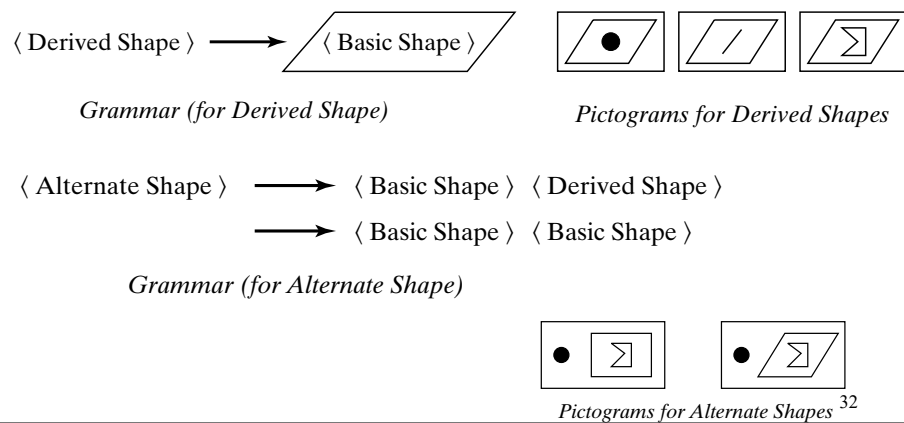 ⟨ Derived Shape ⟩ ⟶ ⟨ Basic Shape ⟩
Grammar (for Derived Shape)
Pictograms for Derived Shapes
⟨ Alternate Shape ⟩ ⟶ ⟨ Basic Shape ⟩ ⟨ Derived Shape ⟩
⟶ ⟨ Basic Shape ⟩ ⟨ Basic Shape ⟩
Grammar (for Alternate Shape)
Pictograms for Alternate Shapes 32